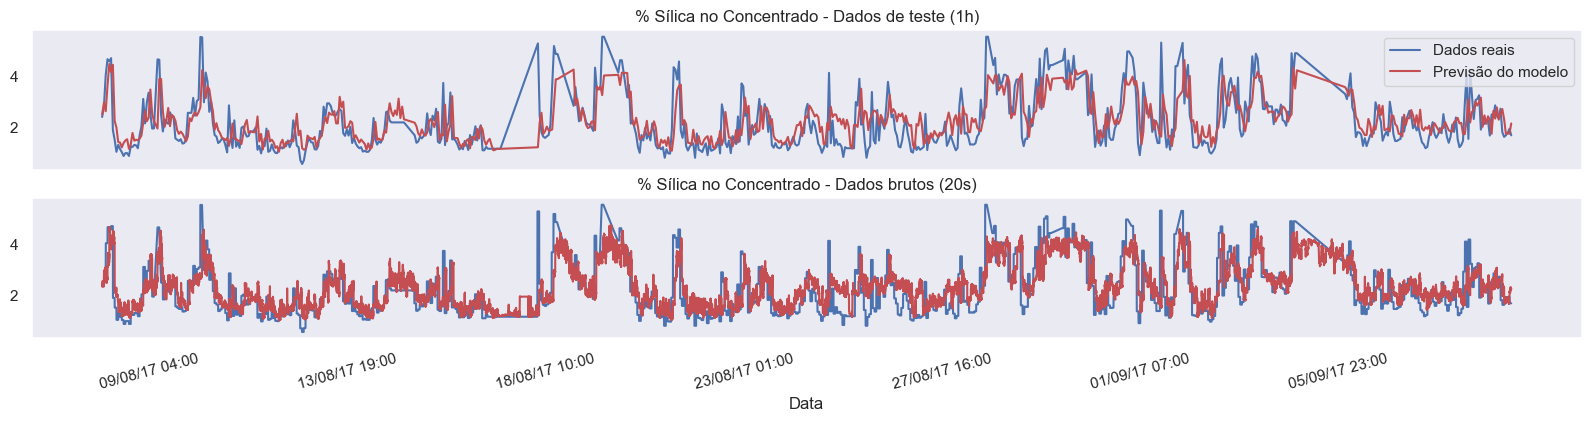 % Sílica no Concentrado - Dados de teste (1h)
4
2
Dados reais
Previsão do modelo
% Sílica no Concentrado - Dados brutos (20s)
4
2
09/08/17 04:00
13/08/17 19:00
18/08/17 10:00
23/08/17 01:00
27/08/17 16:00
01/09/17 07:00
05/09/17 23:00
Data